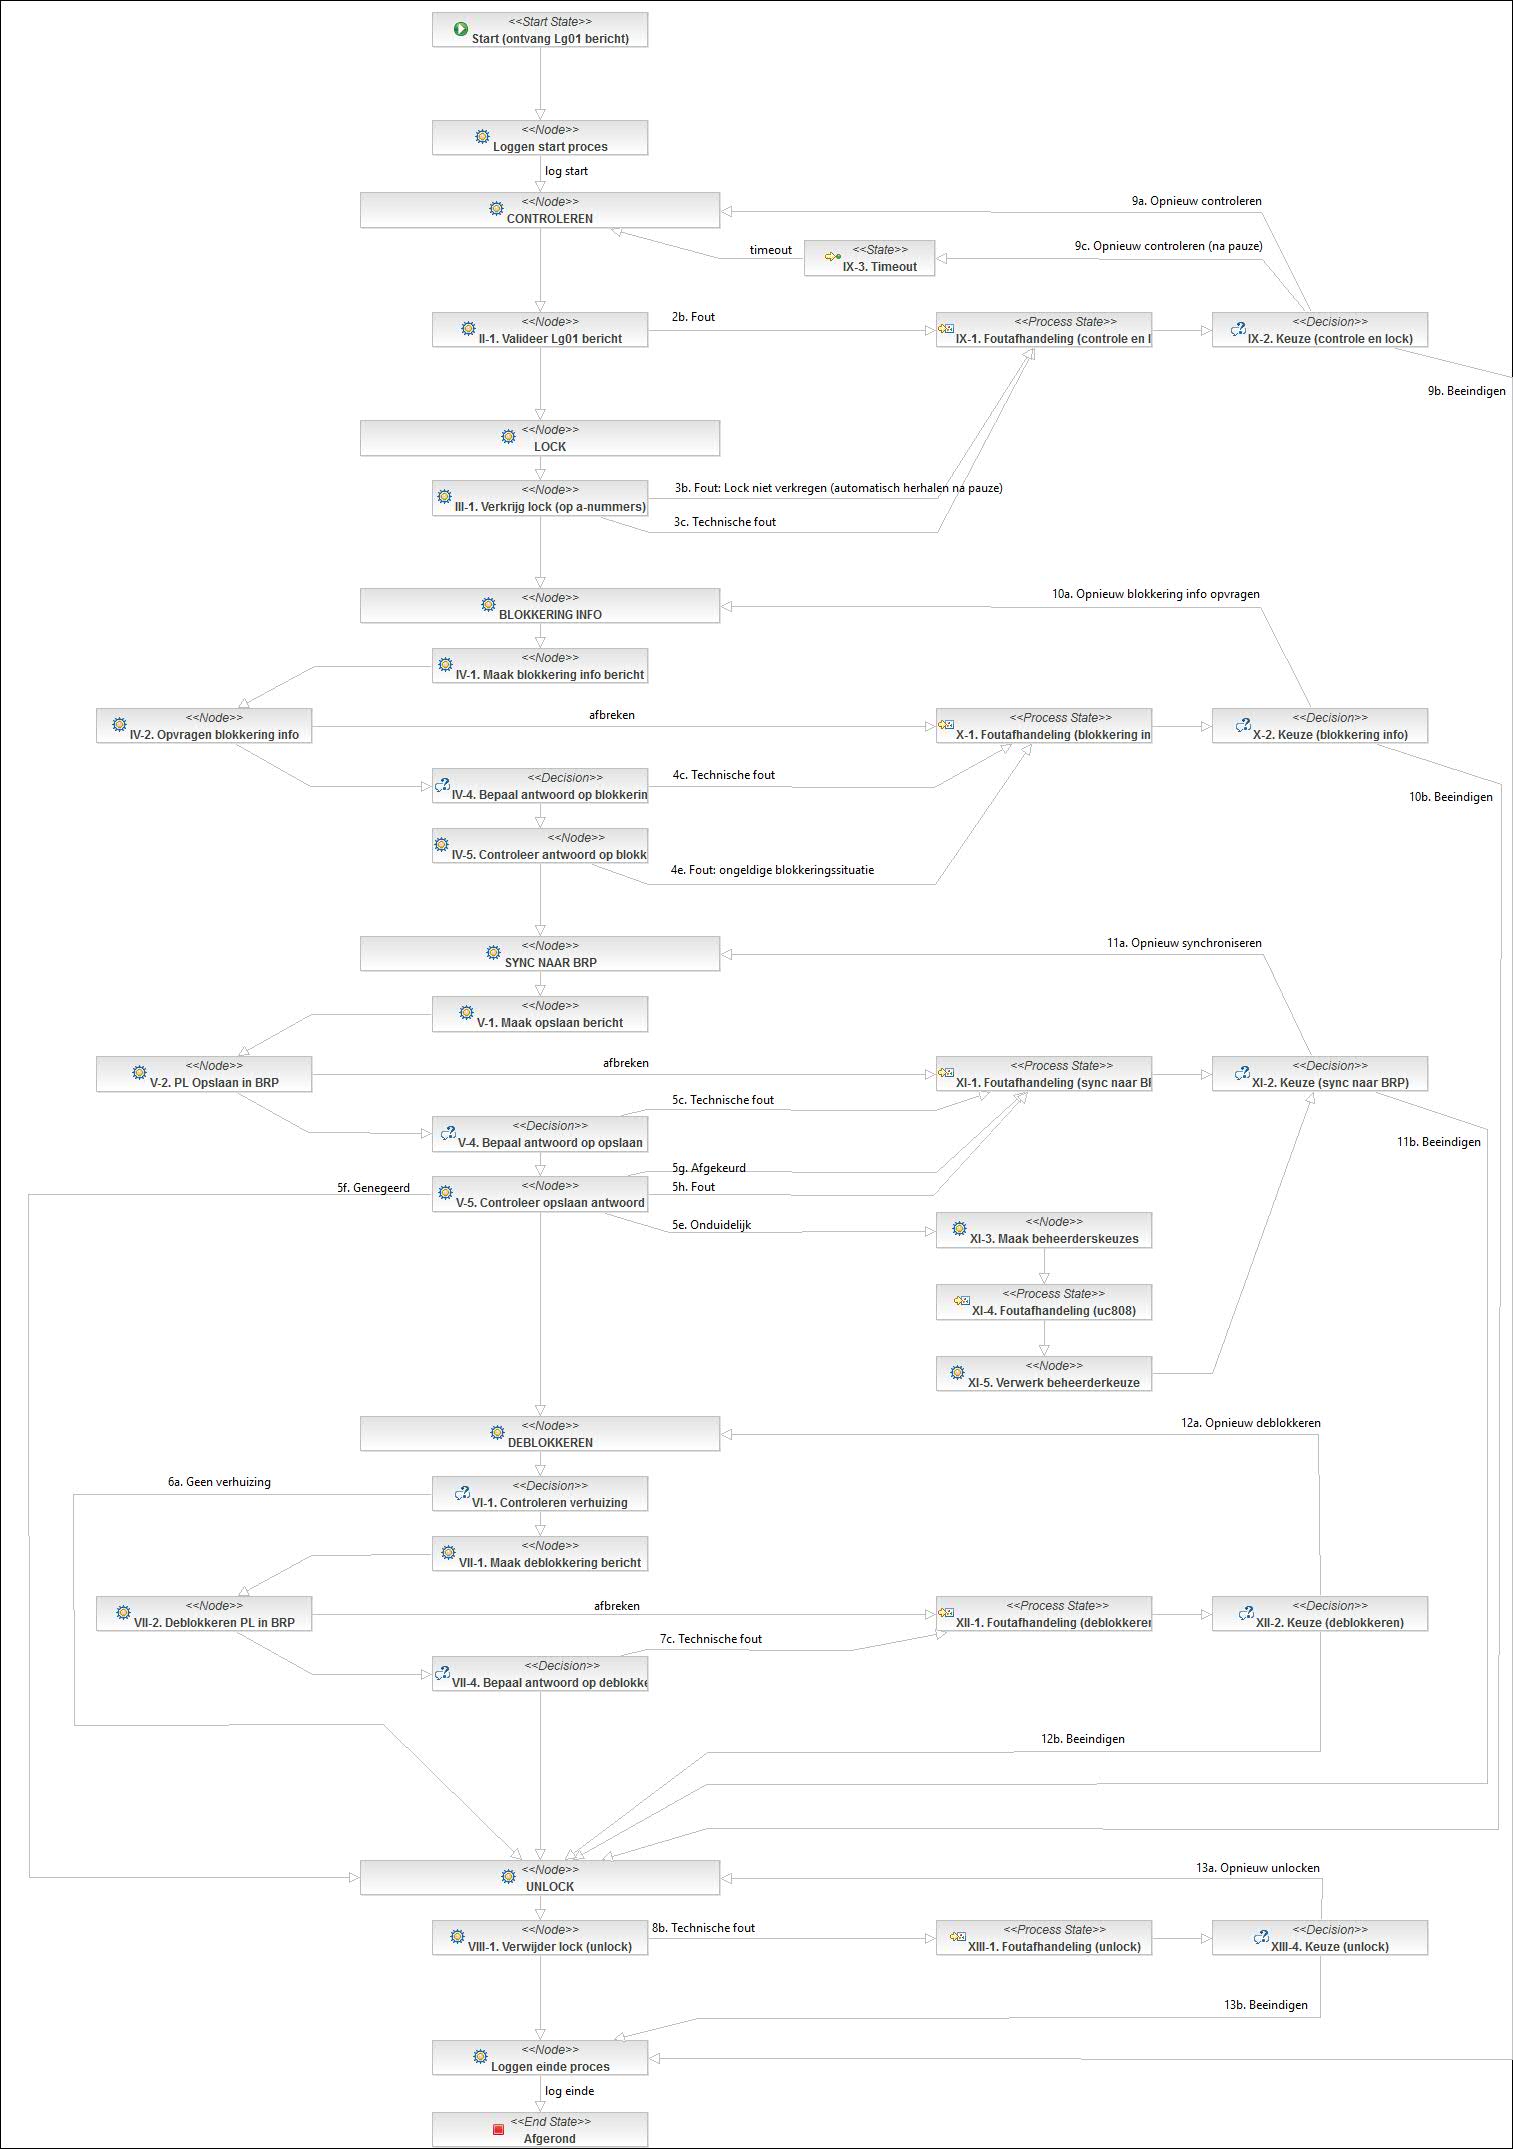 <<Start State>>
Start (ontvang Lg01 bericht)
<<Node>>
Loggen start proces
log start
<<Node>>
CONTROLEREN
9a. Opnieuw controleren
timeout
<<State>>
IX-3. Timeout
9c. Opnieuw controleren (na pauze)
<<Node>>
II-1. Valideer Lg01 bericht
2b. Fout
<<Process State>>
IX-1. Foutafhandeling (controle en l
<<Decision>>
IX-2. Keuze (controle en lock)
9b. Beeindigen
<<Node>>
LOCK
<<Node>>
III-1. Verkrijg lock (op a-nummers)
3b. Fout: Lock niet verkregen (automatisch herhalen na pauze)
3c. Technische fout
<<Node>>
BLOKKERING INFO
10a. Opnieuw blokkering info opvragen
<<Node>>
IV-1. Maak blokkering info bericht
<<Node>>
IV-2. Opvragen blokkering info
afbreken
<<Process State>>
X-1. Foutafhandeling (blokkering in
<<Decision>>
X-2. Keuze (blokkering info)
<<Decision>>
IV-4. Bepaal antwoord op blokkerin
4c. Technische fout
10b. Beeindigen
<<Node>>
IV-5. Controleer antwoord op blokk
4e. Fout: ongeldige blokkeringssituatie
<<Node>>
SYNC NAAR BRP
11a. Opnieuw synchroniseren
<<Node>>
V-1. Maak opslaan bericht
<<Node>>
V-2. PL Opslaan in BRP
afbreken
<<Process State>>
XI-1. Foutafhandeling (sync naar BI
<<Decision>>
XI-2. Keuze (sync naar BRP)
5c. Technische fout
<<Decision>>
V-4. Bepaal antwoord op opslaan
11b. Beeindigen
5g. Afgekeurd
5f. Genegeerd
<<Node>>
V-5. Controleer opslaan antwoord
5h. Fout
5e. Onduidelijk
<<Node>>
XI-3. Maak beheerderskeuzes
<<Process State>>
XI-4. Foutafhandeling (uc808)
<<Node>>
XI-5. Verwerk beheerderkeuze
<<Node>>
DEBLOKKEREN
12a. Opnieuw deblokkeren
6a. Geen verhuizing
<<Decision>>
VI-1. Controleren verhuizing
<<Node>>
VII-1. Maak deblokkering bericht
<<Node>>
VII-2. Deblokkeren PL in BRP
afbreken
<<Process State>>
XII-1. Foutafhandeling (deblokkerer
<<Decision>>
XII-2. Keuze (deblokkeren)
7c. Technische fout
<<Decision>>
VII-4. Bepaal antwoord op deblokke
12b. Beeindigen
<<Node>>
UNLOCK
13a. Opnieuw unlocken
<<Node>>
VIII-1. Verwijder lock (unlock)
8b. Technische fout
<<Process State>>
XIII-1. Foutafhandeling (unlock)
<<Decision>>
XIII-4. Keuze (unlock)
13b. Beeindigen
<<Node>>
Loggen einde proces
log einde
<<End State>>
Afgerond